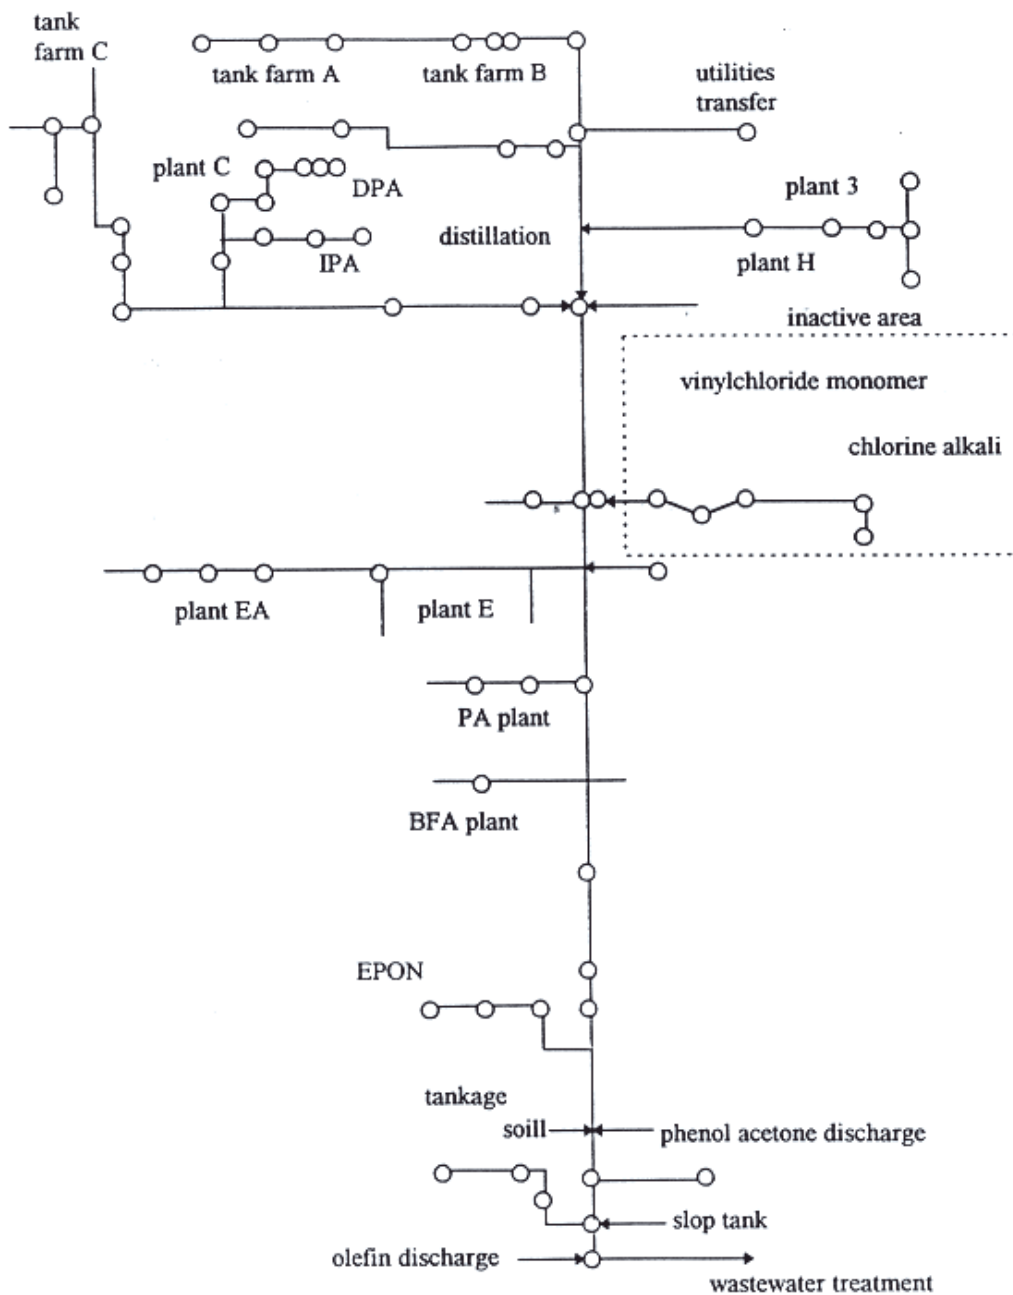 tank
farm C
tank farm A
tank farm B
utilities
transfer
plant C
DPA
plant 3
distillation
IPA
plant H
inactive area
vinylchloride monomer
chlorine alkali
plant EA
plant E
PA plant
BFA plant
EPON
tankage
soill
phenol acetone discharge
slop tank
olefin discharge
wastewater treatment